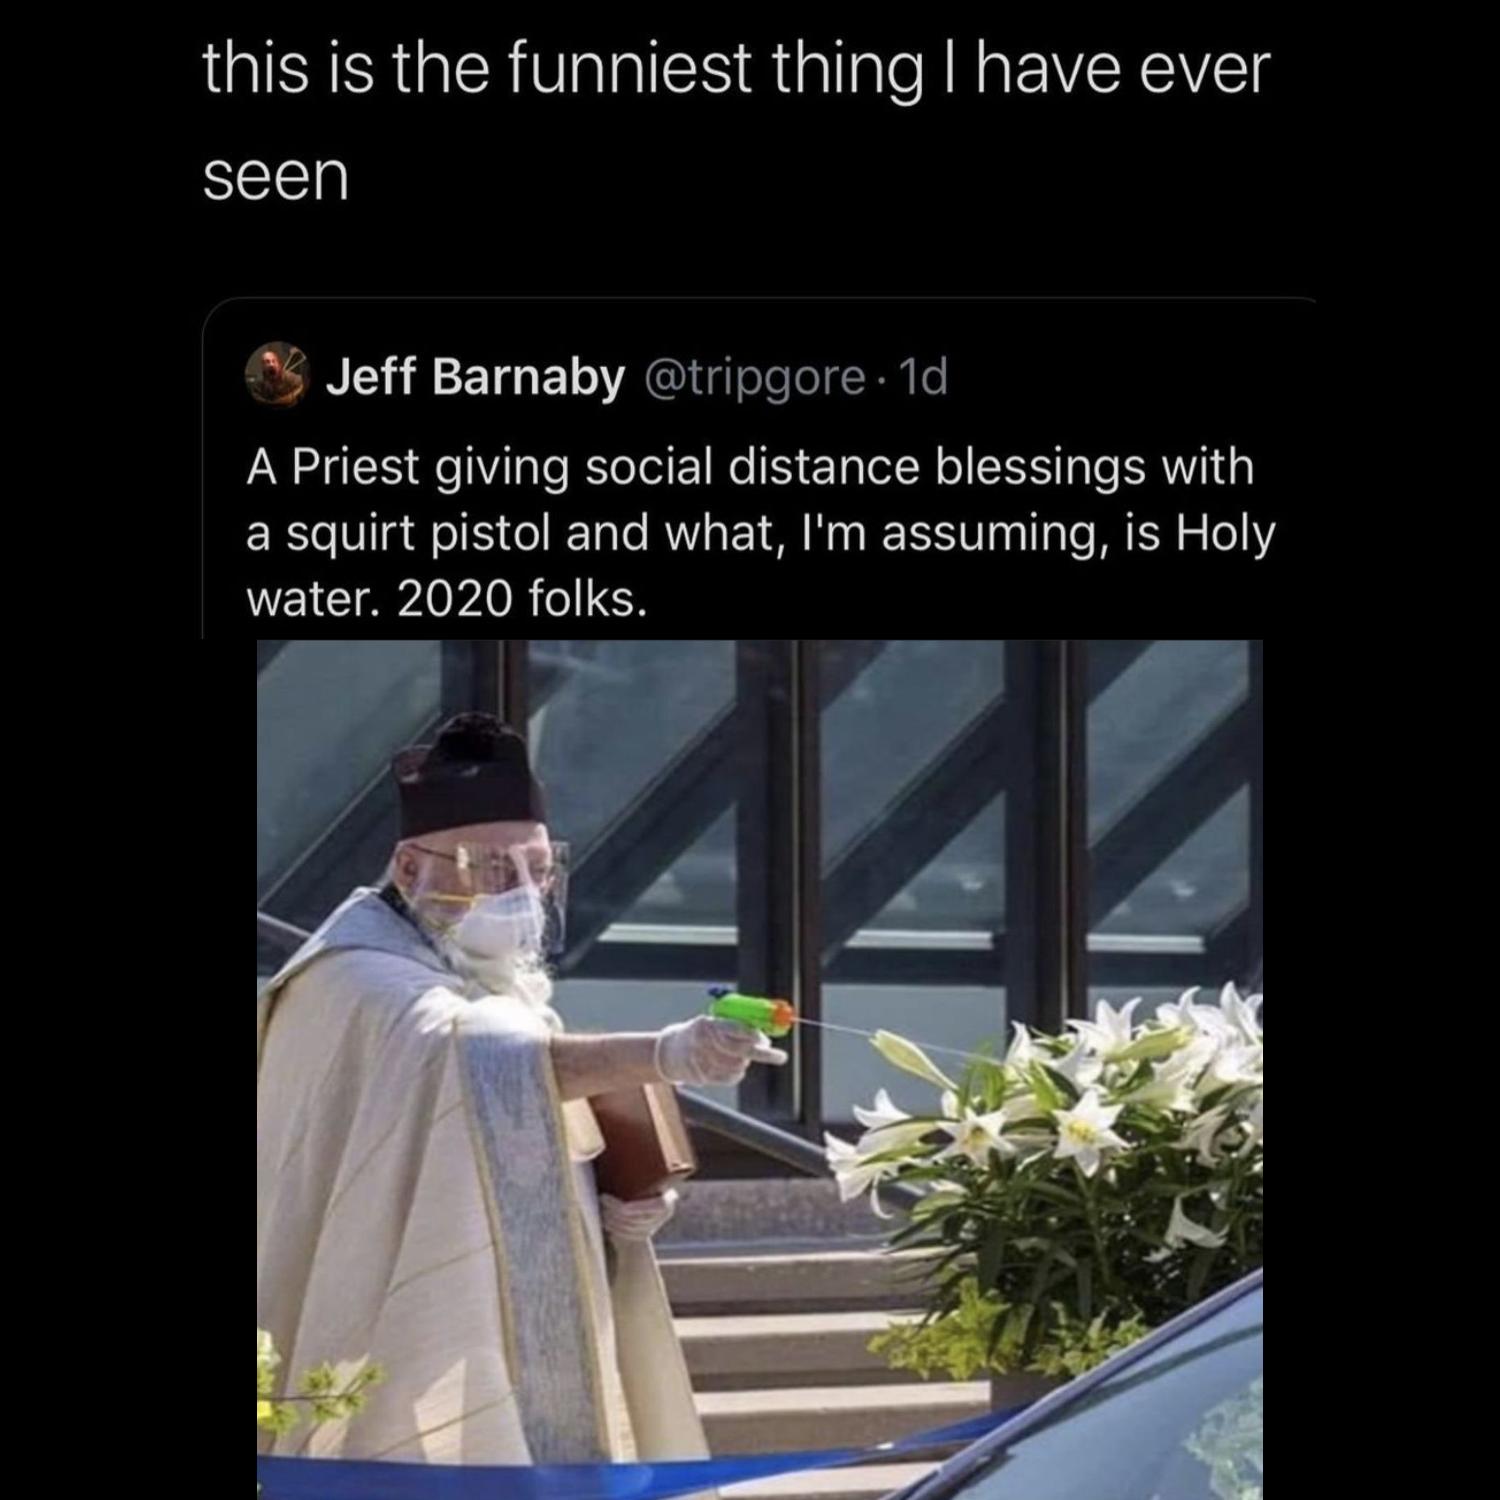 this is the funniest thing I have ever
seen
Jeff Barnaby @tripgore · 1d
A Priest giving social distance blessings with
a squirt pistol and what, I'm assuming, is Holy
water. 2020 folks.